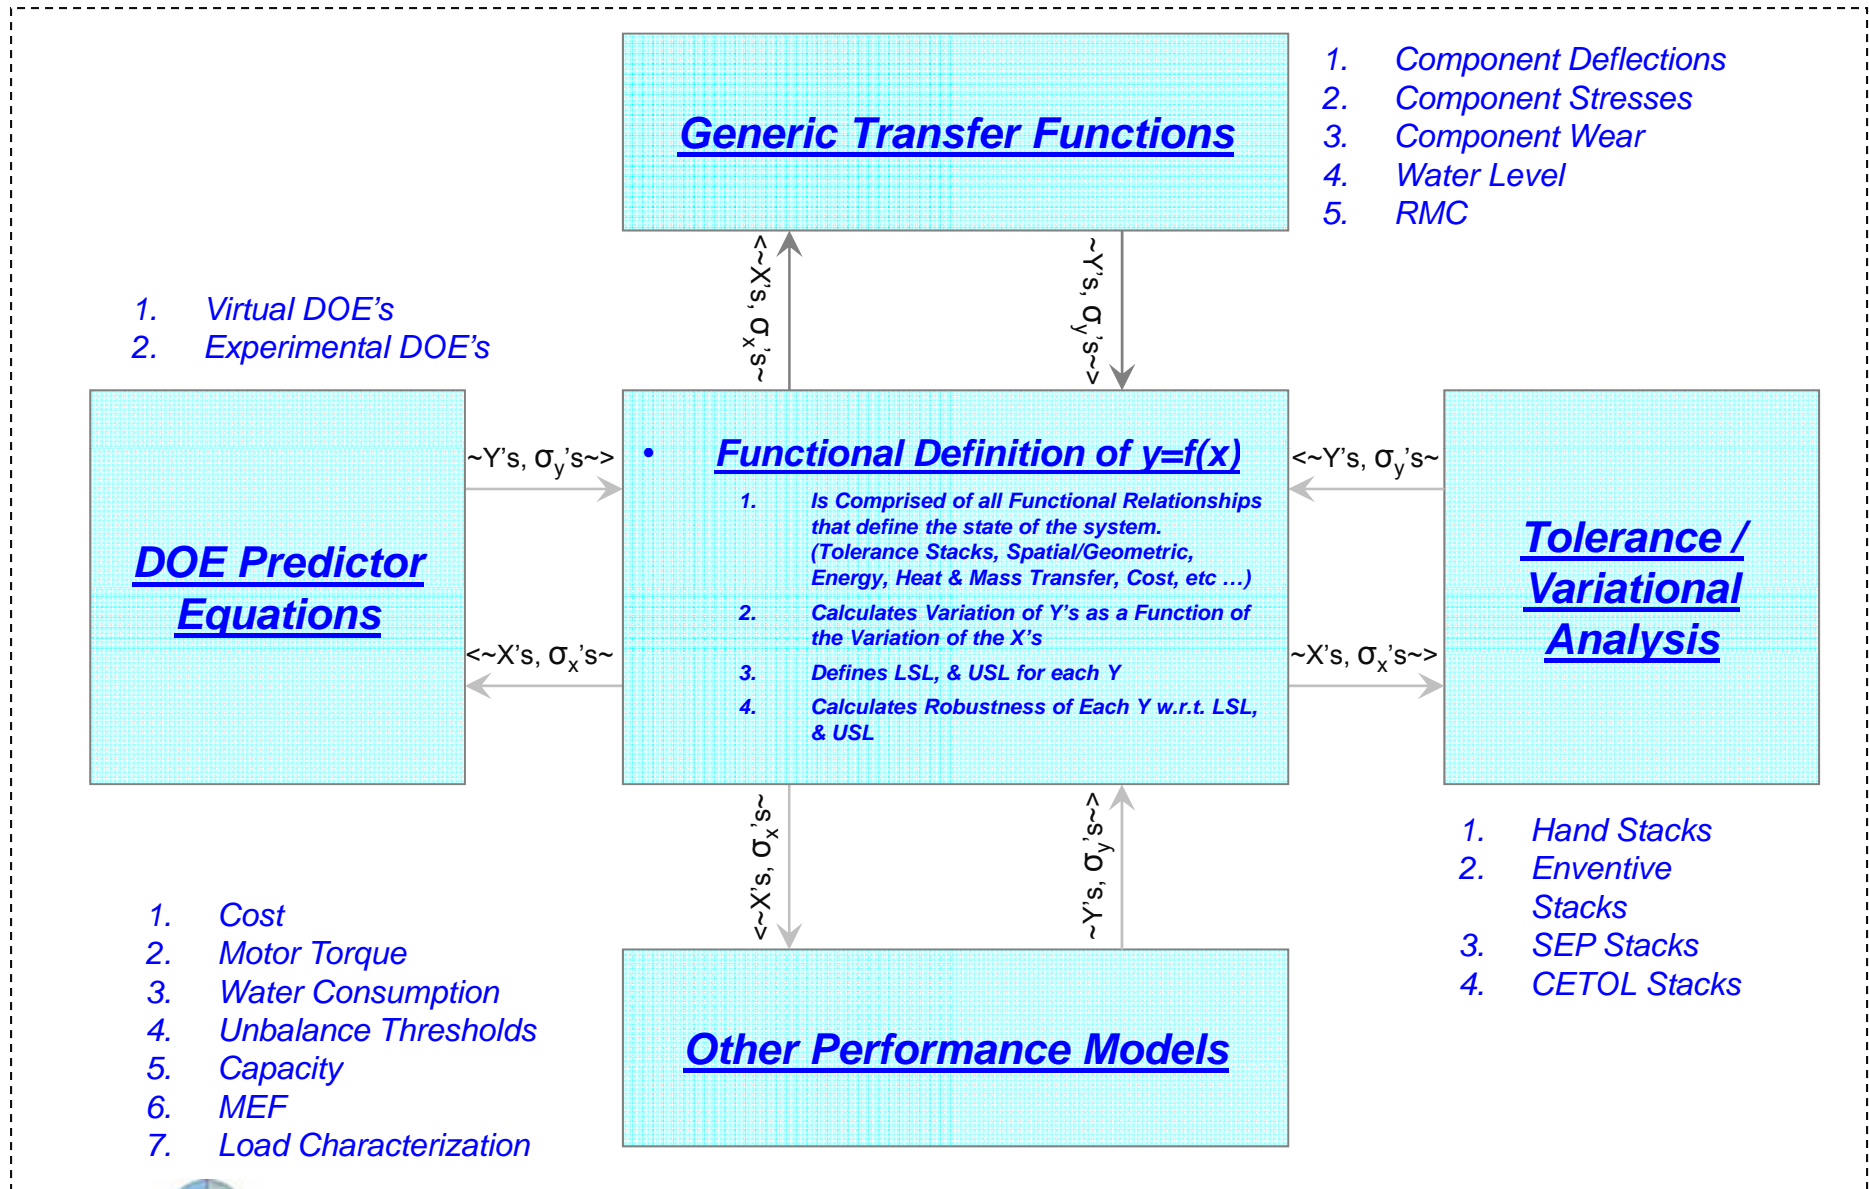 Generic Transfer Functions
1. Component Deflections
2. Component Stresses
3. Component Wear
4. Water Level
5. RMC
<~X's, σx's~
~Y's, σy's~>
1. Virtual DOE’s
2. Experimental DOE’s
DOE Predictor
Equations
~Y’s, σy’s~>
<~X’s, σx’s~
• Functional Definition of y=f(x)
1. Is Comprised of all Functional Relationships
that define the state of the system.
(Tolerance Stacks, Spatial/Geometric,
Energy, Heat & Mass Transfer, Cost, etc …)
2. Calculates Variation of Y’s as a Function of
the Variation of the X’s
3. Defines LSL, & USL for each Y
4. Calculates Robustness of Each Y w.r.t. LSL,
& USL
<~Y’s, σy’s~
~X’s, σx’s~>
Tolerance /
Variational
Analysis
1. Hand Stacks
2. Enventive
Stacks
3. SEP Stacks
4. CETOL Stacks
<~X’s, σx’s~
~Y’s, σy’s~>
1. Cost
2. Motor Torque
3. Water Consumption
4. Unbalance Thresholds
5. Capacity
6. MEF
7. Load Characterization
Other Performance Models